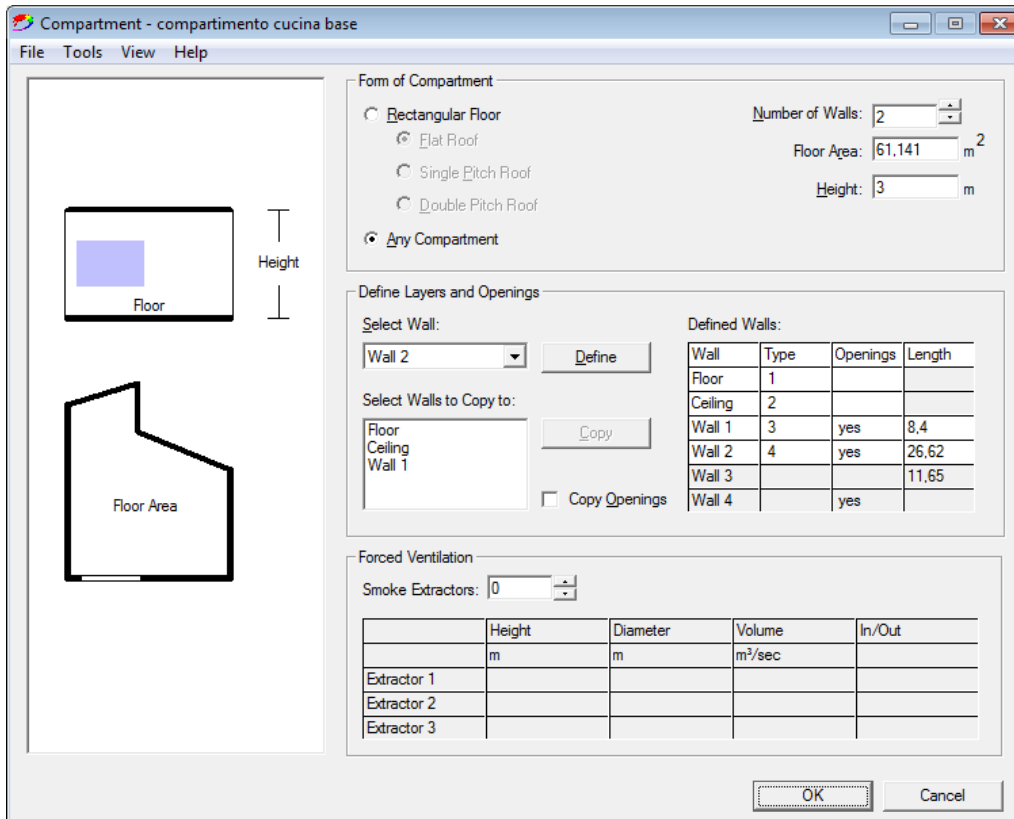 Compartment - compartimento cucina base
File Tools View Help
Height
Floor
Floor Area
Form of Compartment
Rectangular Floor
Flat Roof
Single Pitch Roof
Double Pitch Roof
Any Compartment
Number of Walls: 2
Floor Area: 61,141 m2
Height: 3 m
Define Layers and Openings
Select Wall:
Wall 2 Define
Select Walls to Copy to:
Floor
Ceiling
Wall 1
Copy
Copy Openings
Defined Walls:
Wall Type Openings Length
Floor 1
Ceiling 2
Wall 1 3 yes 8,4
Wall 2 4 yes 26,62
Wall 3 11,65
Wall 4 yes
Forced Ventilation
Smoke Extractors: 0
Height Diameter Volume In/Out
m m m³/sec
Extractor 1
Extractor 2
Extractor 3
OK Cancel